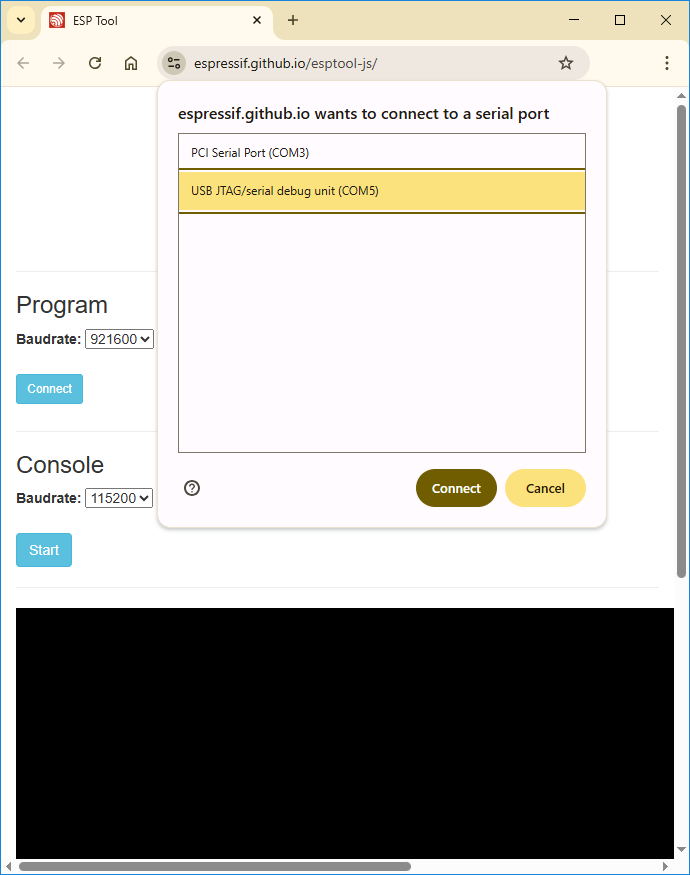 ESP Tool
espressif.github.io/esptool-js/
espressif.github.io wants to connect to a serial port
PCI Serial Port (COM3)
USB JTAG/serial debug unit (COM5)
Connect
Cancel
Program
Baudrate: 921600
Connect
Console
Baudrate: 115200
Start